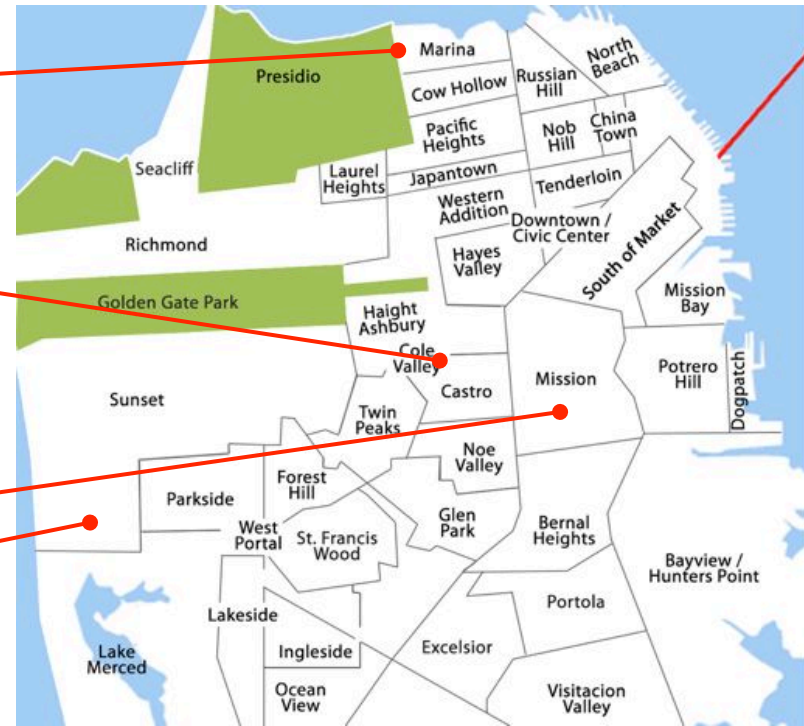 Marina
North
Beach
Presidio
Russian
Hill
Cow Hollow
Pacific
Heights
Nob
Hill
China
Town
Seacliff
Laurel
Heights
Japantown
Tenderloin
Western
Addition
Downtown /
Civic Center
South of Market
Richmond
Hayes
Valley
Mission
Bay
Golden Gate Park
Haight
Ashbury
Cole
Valley
Castro
Mission
Potrero
Hill
Dogpatch
Sunset
Twin
Peaks
Noe
Valley
Forest
Hill
Parkside
West
Portal
St. Francis
Wood
Glen
Park
Bernal
Heights
Bayview /
Hunters Point
Portola
Lakeside
Lake
Merced
Ingleside
Excelsior
Ocean
View
Visitacion
Valley